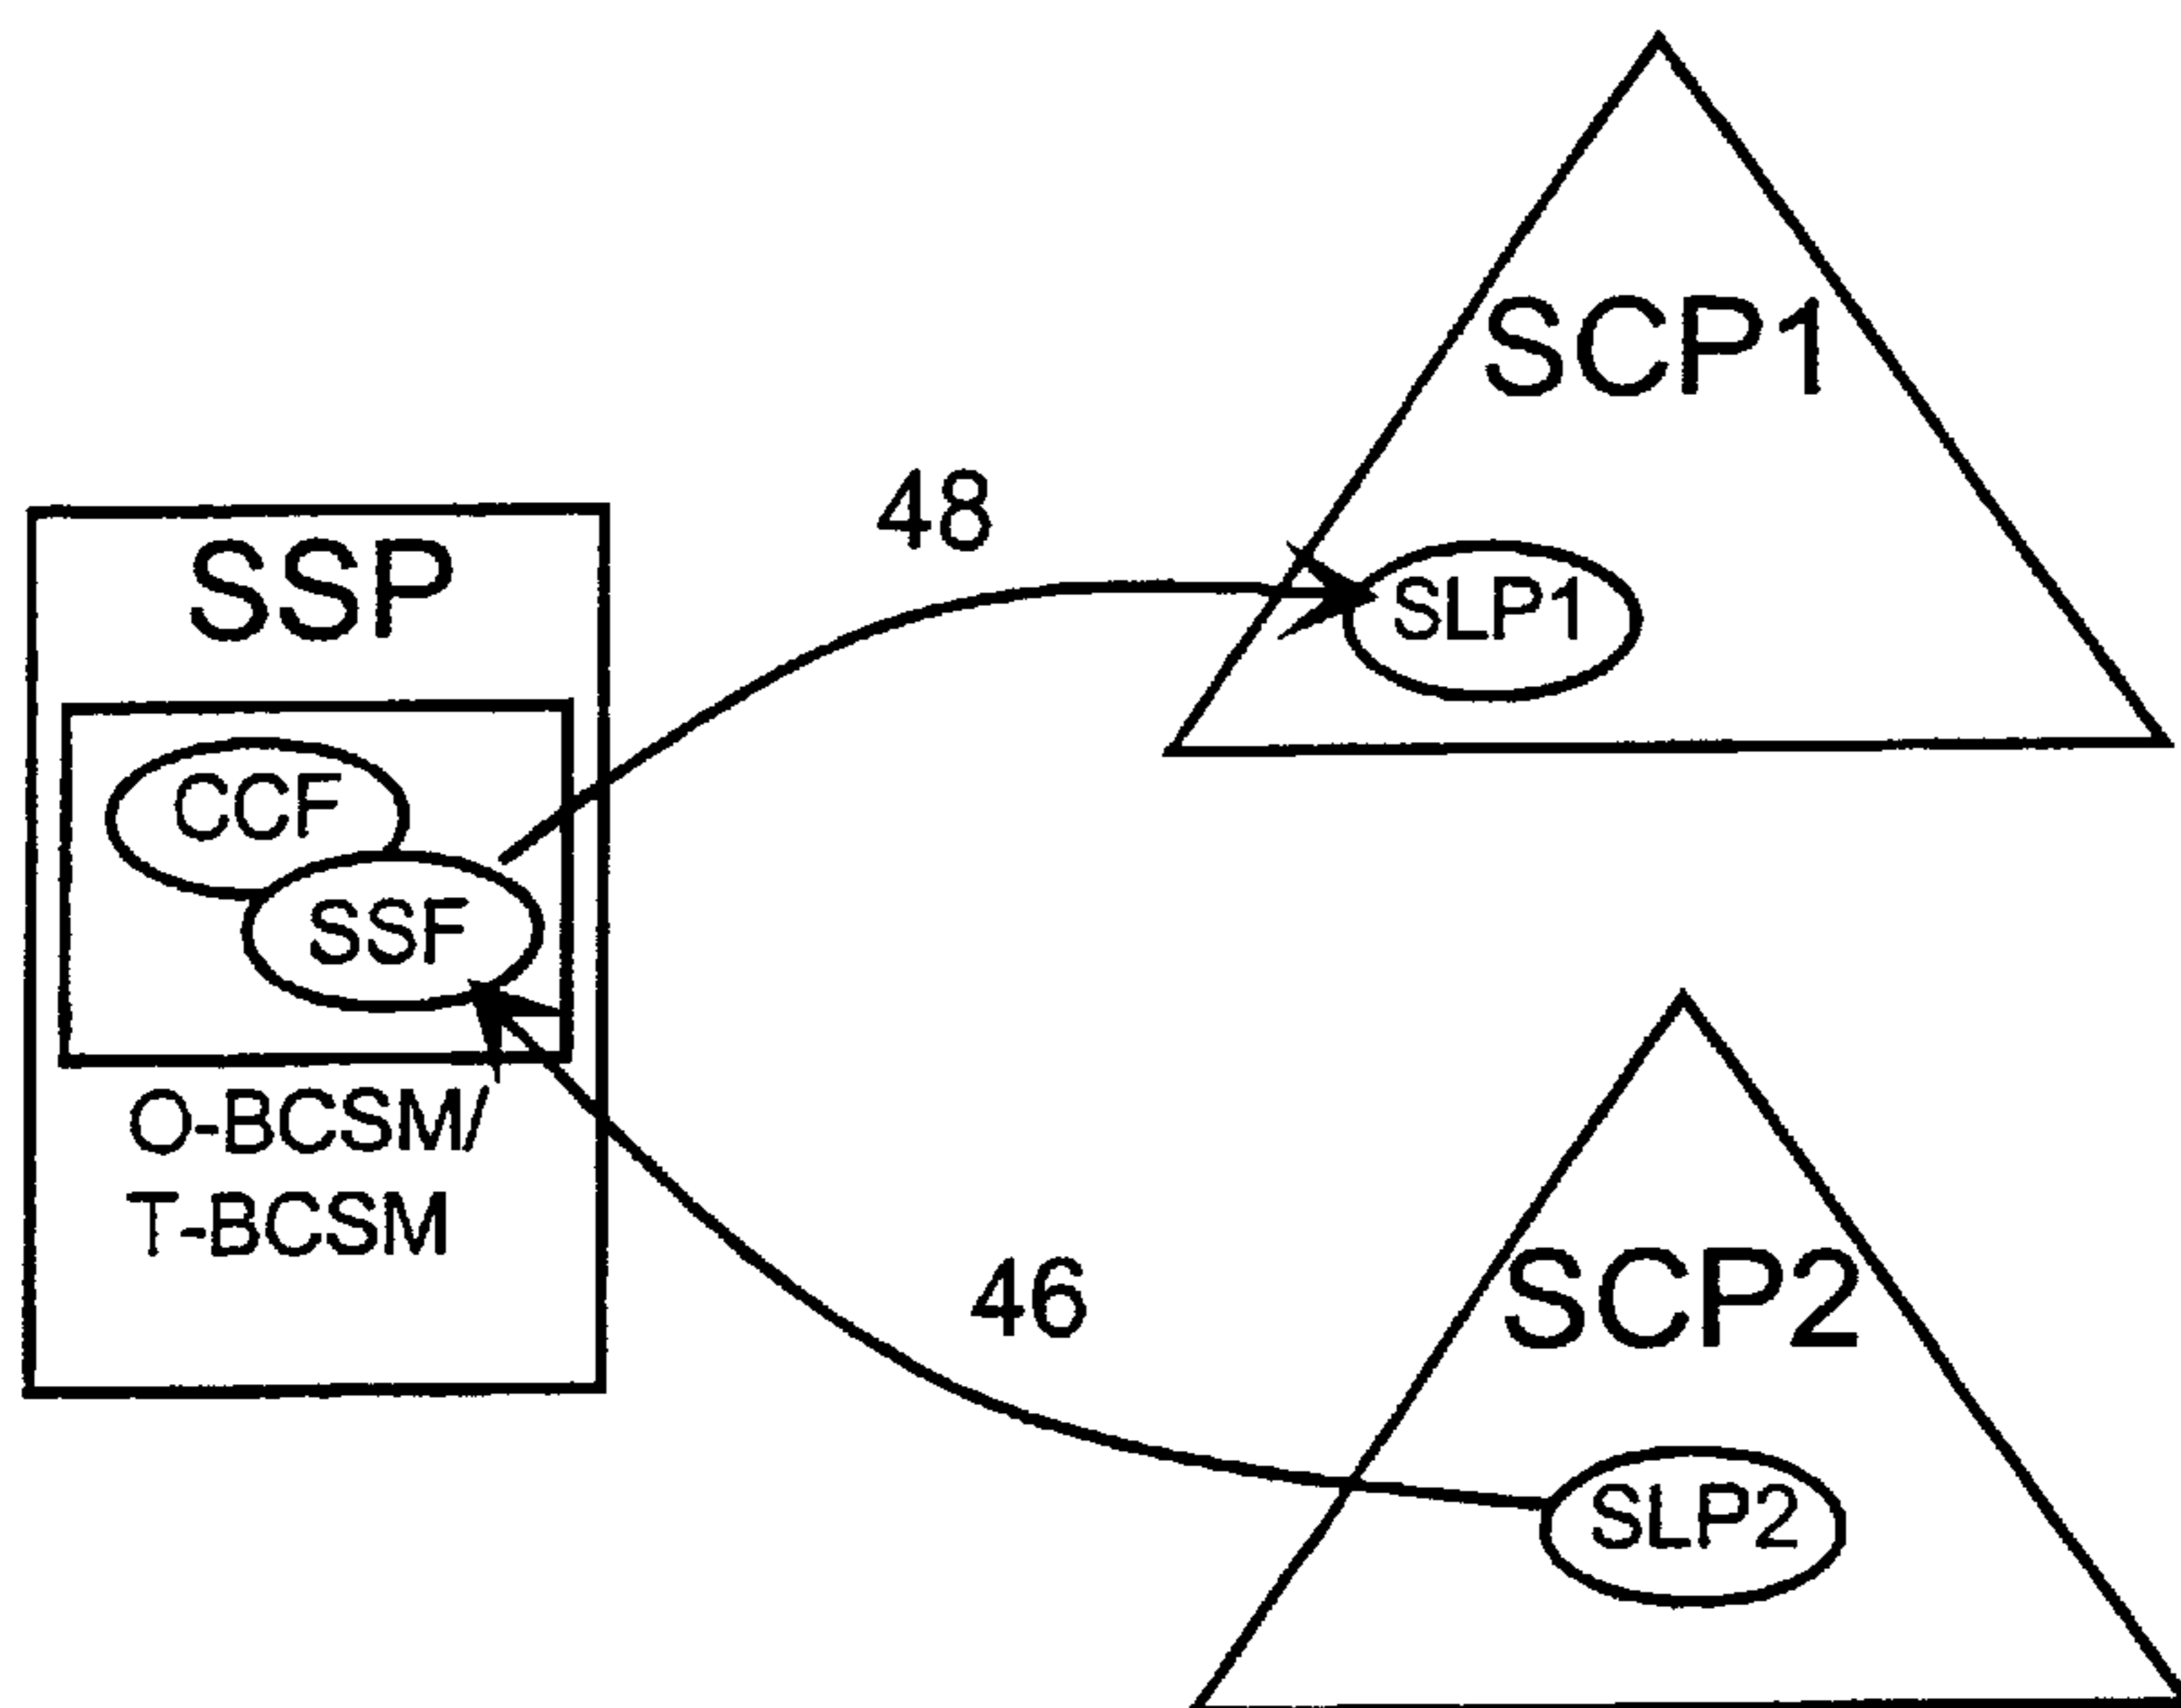 SCP1
48
SSP
SLP1
CCF
SSF
O-BCSM/
T-BCSM
46
SCP2
SLP2